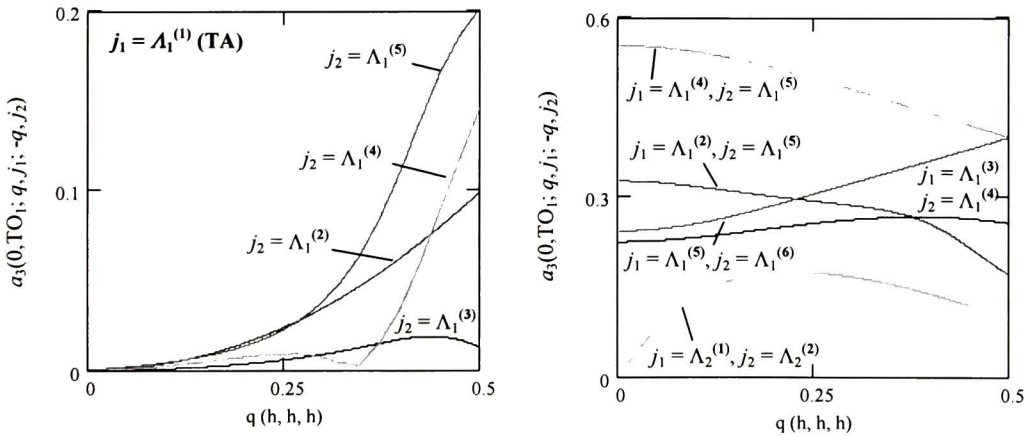 0.2
j₁ = Λ₁⁽¹⁾ (TA)
j₂ = Λ₁⁽⁵⁾
j₂ = Λ₁⁽⁴⁾
0.1
j₂ = Λ₁⁽²⁾
j₂ = Λ₁⁽³⁾
0
0 0.25 0.5
q (h, h, h)
a₃(0,TO₁; q, j₁; -q, j₂)
0.6
j₁ = Λ₁⁽⁴⁾, j₂ = Λ₁⁽⁵⁾
j₁ = Λ₁⁽²⁾, j₂ = Λ₁⁽⁵⁾
j₁ = Λ₁⁽³⁾
j₂ = Λ₁⁽⁴⁾
0.3
j₁ = Λ₁⁽⁵⁾, j₂ = Λ₁⁽⁶⁾
j₁ = Λ₂⁽¹⁾, j₂ = Λ₂⁽²⁾
0
0 0.25 0.5
q (h, h, h)
a₃(0,TO₁; q, j₁; -q, j₂)